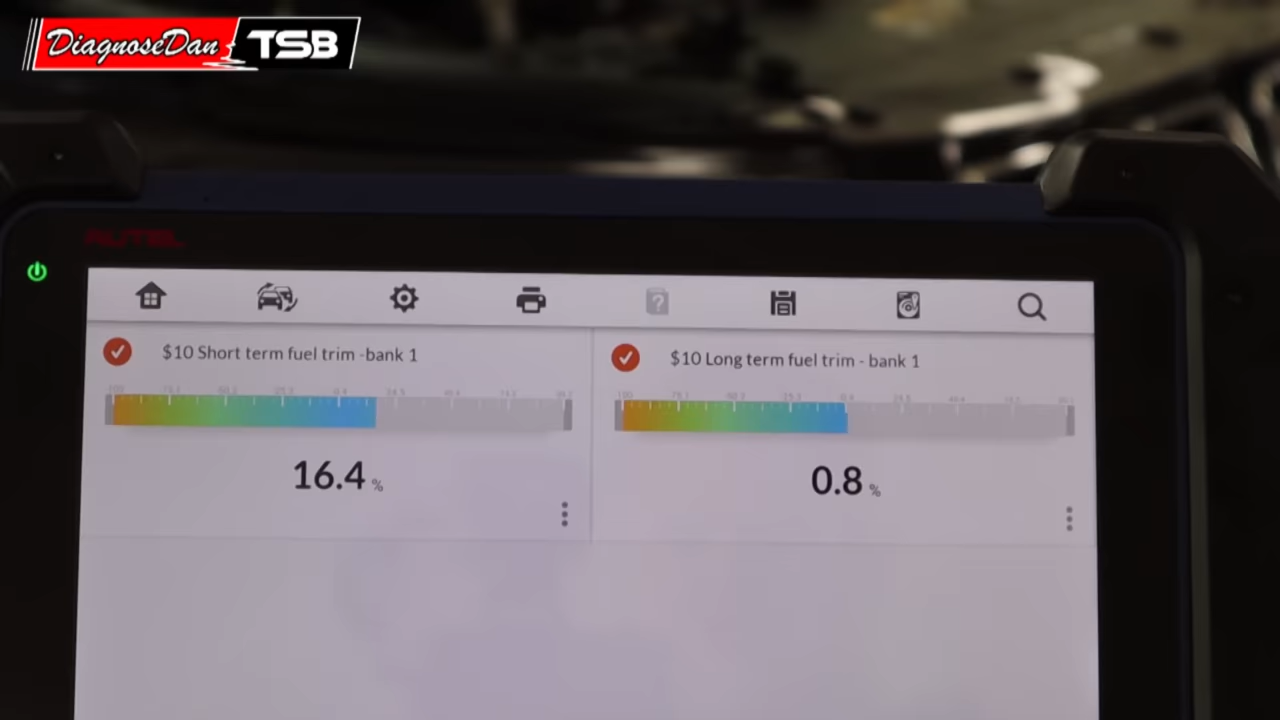 DiagnoseDan TSB
AUTEL
$10 Short term fuel trim -bank 1
$10 Long term fuel trim - bank 1
16.4 %
0.8 %